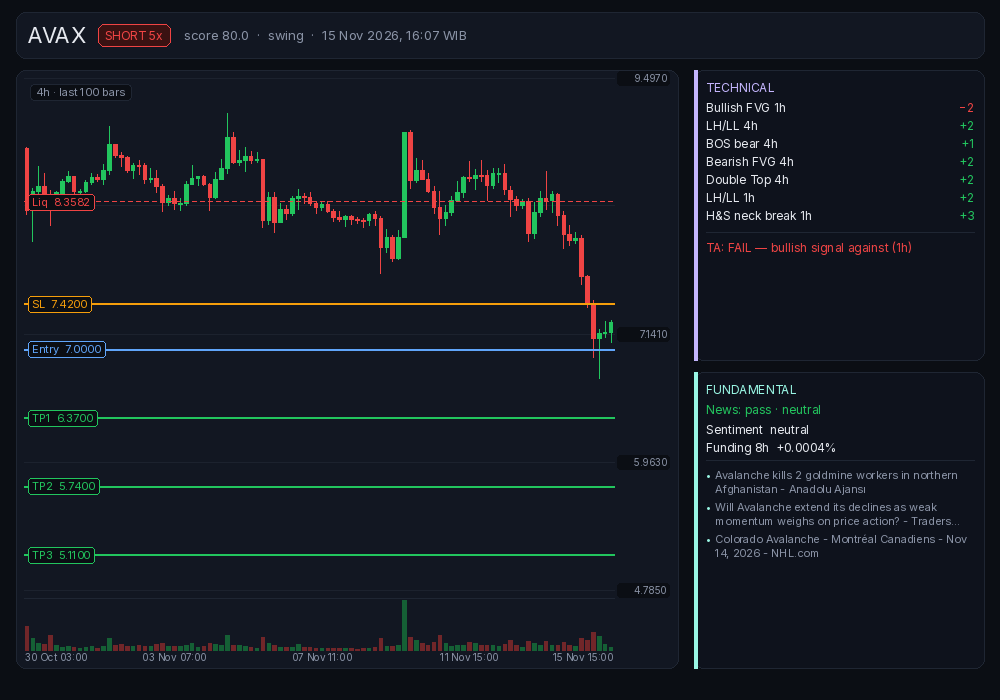 AVAX SHORT 5x score 80.0 · swing · 15 Nov 2026, 16:07 WIB
4h · last 100 bars
9.4970
Liq 8.3582
SL 7.4200
7.1410
Entry 7.0000
TP1 6.3700
5.9630
TP2 5.7400
TP3 5.1100
4.7850
30 Oct 03:00 03 Nov 07:00 07 Nov 11:00 11 Nov 15:00 15 Nov 15:00
TECHNICAL
Bullish FVG 1h −2
LH/LL 4h +2
BOS bear 4h +1
Bearish FVG 4h +2
Double Top 4h +2
LH/LL 1h +2
H&S neck break 1h +3
TA: FAIL — bullish signal against (1h)
FUNDAMENTAL
News: pass · neutral
Sentiment neutral
Funding 8h +0.0004%
• Avalanche kills 2 goldmine workers in northern
Afghanistan - Anadolu Ajansı
• Will Avalanche extend its declines as weak
momentum weighs on price action? - Traders…
• Colorado Avalanche - Montréal Canadiens - Nov
14, 2026 - NHL.com